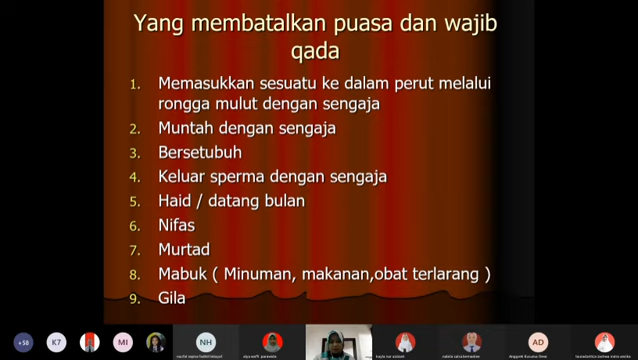 Yang membatalkan puasa dan wajib
qada
1. Memasukkan sesuatu ke dalam perut melalui
rongga mulut dengan sengaja
2. Muntah dengan sengaja
3. Bersetubuh
4. Keluar sperma dengan sengaja
5. Haid / datang bulan
6. Nifas
7. Murtad
8. Mabuk ( Minuman, makanan,obat terlarang )
9. Gila
+58
K7
MI
NH
AD